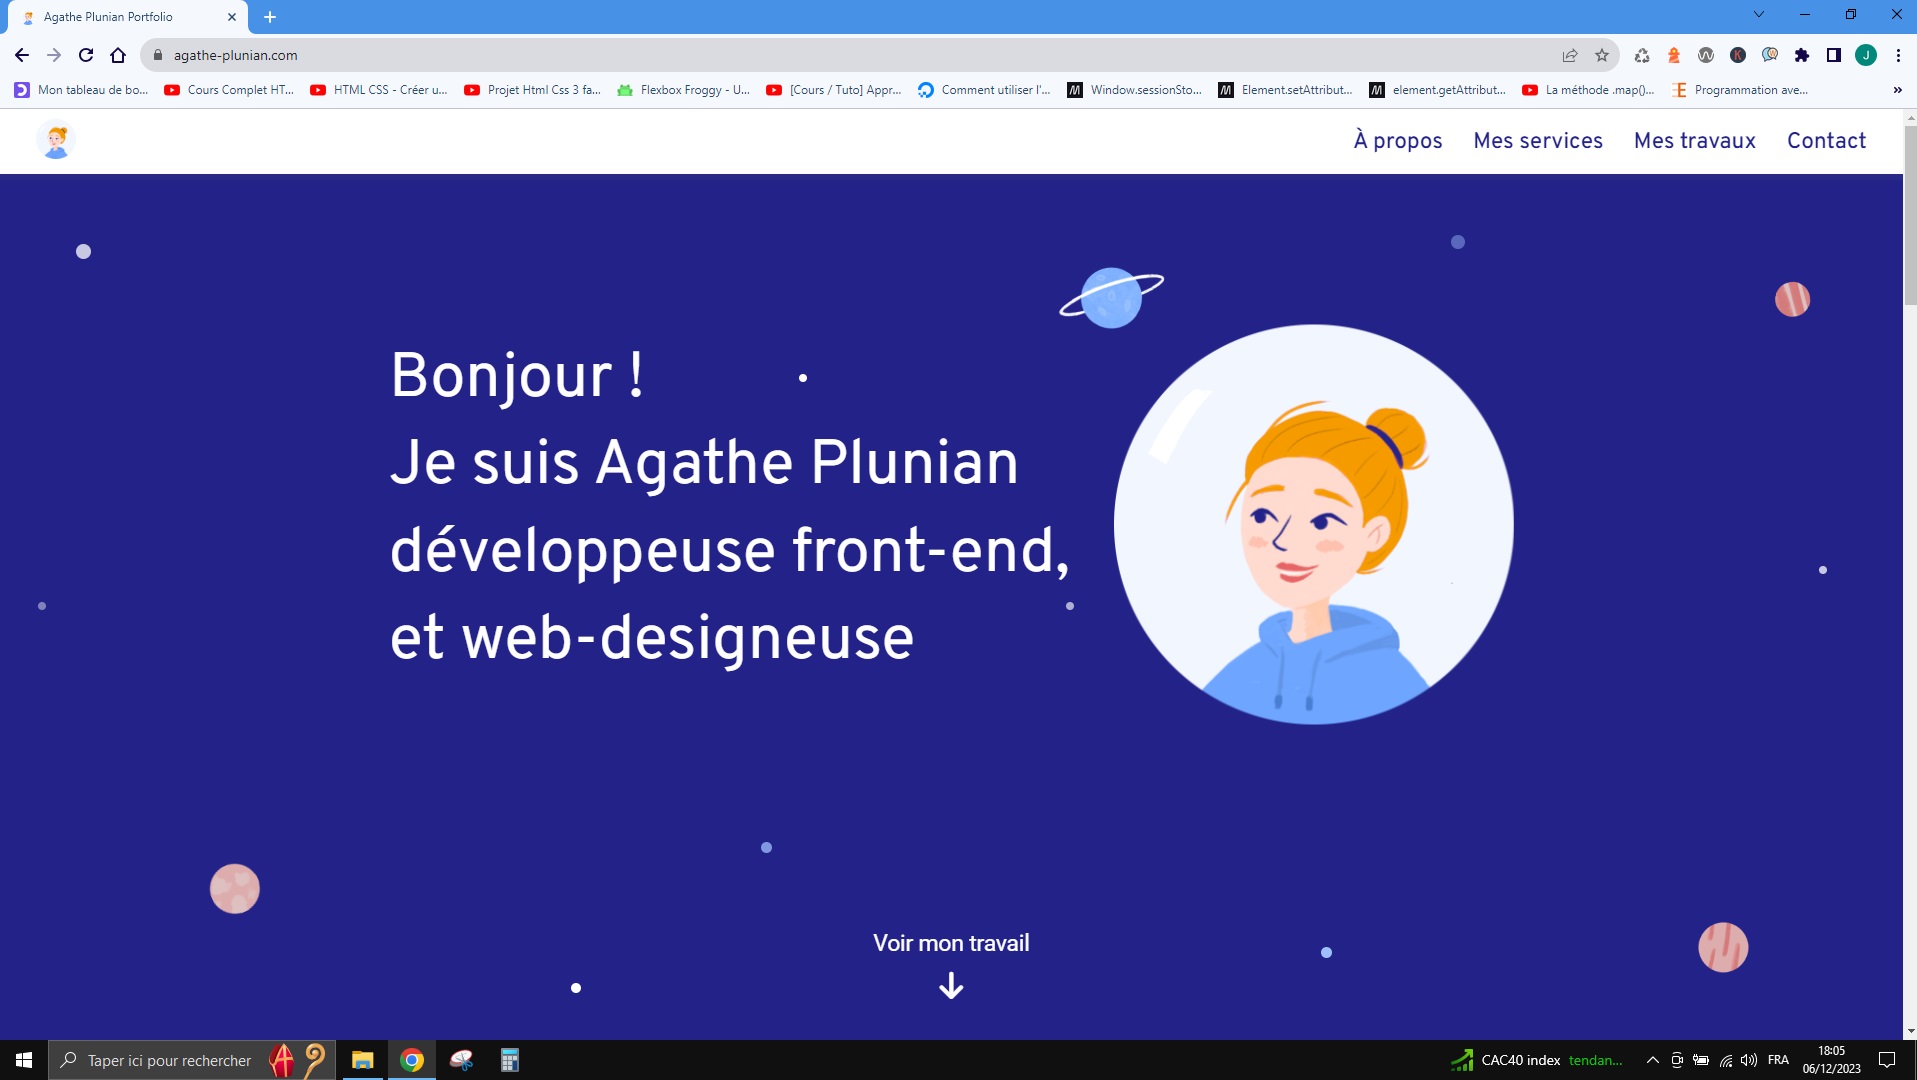 Agathe Plunian Portfolio
agathe-plunian.com
J
Mon tableau de bo...
Cours Complet HT...
HTML CSS - Créer u...
Projet Html Css 3 fa...
Flexbox Froggy - U...
[Cours / Tuto] Appr...
Comment utiliser l'...
Window.sessionSto...
Element.setAttribut...
element.getAttribut...
La méthode .map()...
Programmation ave...
À propos
Mes services
Mes travaux
Contact
Bonjour !
Je suis Agathe Plunian
développeuse front-end,
et web-designeuse
Voir mon travail
Taper ici pour rechercher
CAC40 index tendan...
FRA
18:05
06/12/2023